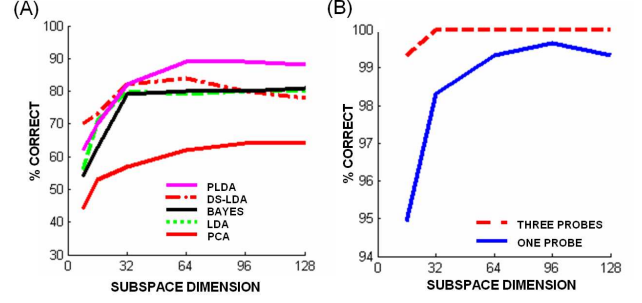 (A)
% CORRECT
100
90
80
70
60
50
40
30
0
32
64
96
128
SUBSPACE DIMENSION
PLDA
DS-LDA
BAYES
LDA
PCA
(B)
% CORRECT
100
99
98
97
96
95
94
0
32
64
96
128
SUBSPACE DIMENSION
THREE PROBES
ONE PROBE